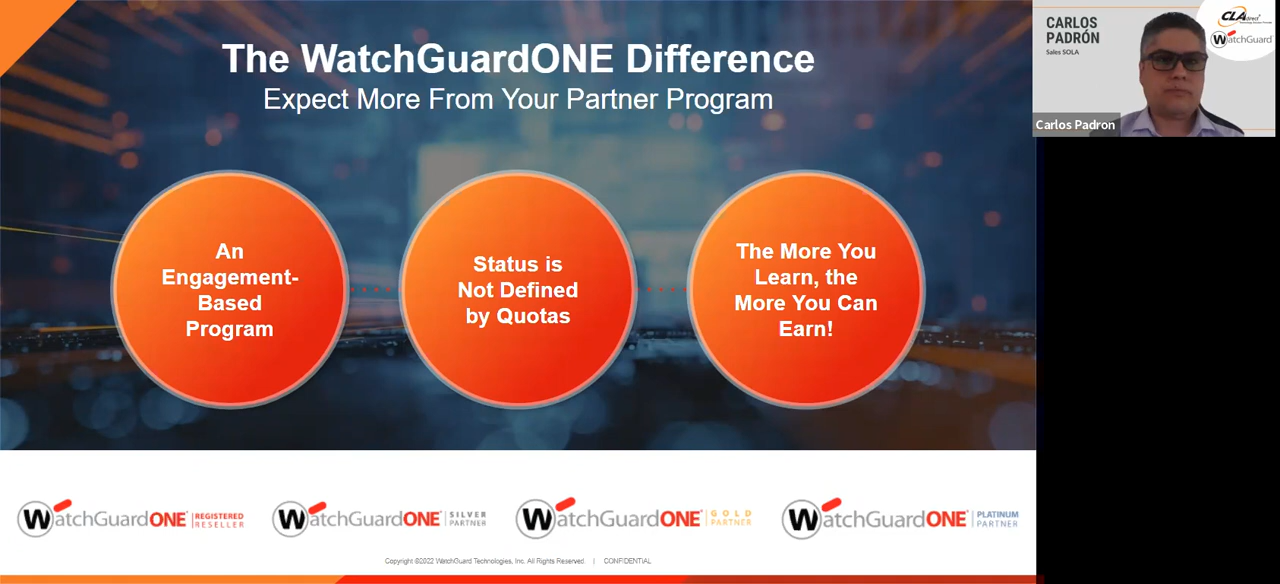 The WatchGuardONE Difference
Expect More From Your Partner Program
An
Engagement-
Based
Program
Status is
Not Defined
by Quotas
The More You
Learn, the
More You Can
Earn!
WatchGuardONE REGISTERED
RESELLER
WatchGuardONE SILVER
PARTNER
WatchGuardONE GOLD
PARTNER
WatchGuardONE PLATINUM
PARTNER
Copyright ©2022 WatchGuard Technologies, Inc. All Rights Reserved. | CONFIDENTIAL
CARLOS
PADRÓN
Sales SOLA
CLAdirect
WatchGuard
Carlos Padron